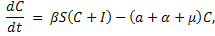 dC/dt = βS(C + I) − (a + α + μ)C,